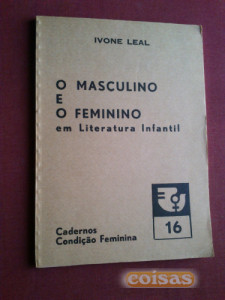 IVONE LEAL
O MASCULINO
E
O FEMININO
em Literatura Infantil
16
Cadernos
Condição Feminina
coisas